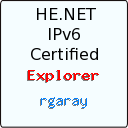 HE.NET
IPv6
Certified
Explorer
rgaray